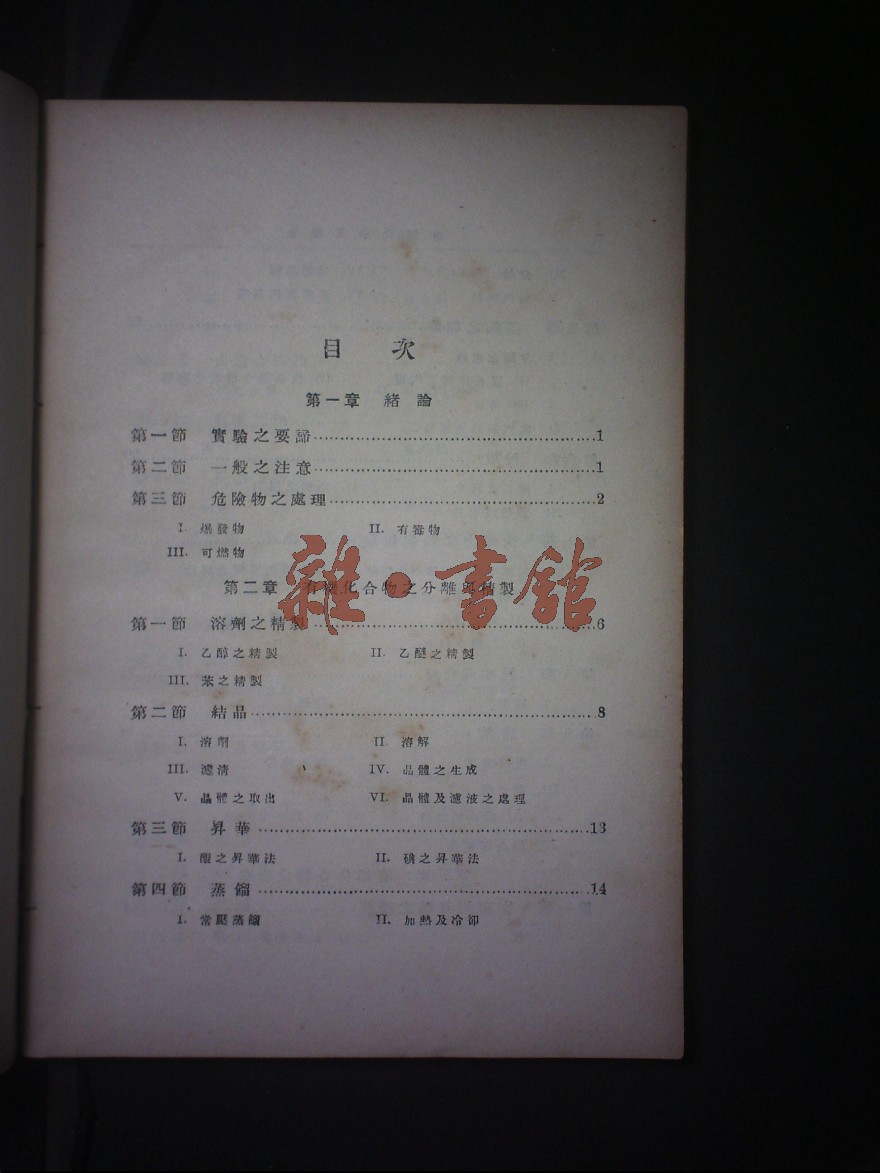 目 次
第一章 緒論
第一節 實驗之要諦……1
第二節 一般之注意……1
第三節 危險物之處理……2
I. 爆發物 II. 有毒物
III. 可燃物
雜·書館
第二章 有機化合物之分離與精製
第一節 溶劑之精製……6
I. 乙醇之精製 II. 乙醚之精製
III. 苯之精製
第二節 結晶……8
I. 溶劑 II. 溶解
III. 濾清 IV. 晶體之生成
V. 晶體之取出 VI. 晶體及濾液之處理
第三節 昇華……13
I. 之昇華法 II. 碘之昇華法
第四節 蒸餾……14
I. 常壓蒸餾 II. 加熱及冷卻